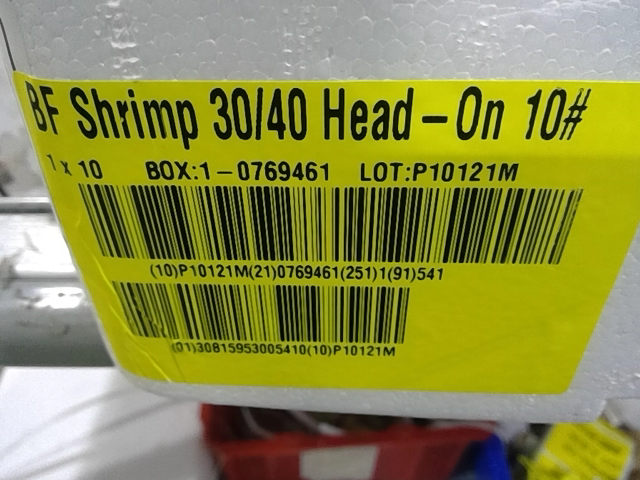 BF Shrimp 30/40 Head-On 10#
1 x 10 BOX:1-0769461 LOT:P10121M
(10)P10121M(21)0769461(251)1(91)541
(01)30815953005410(10)P10121M